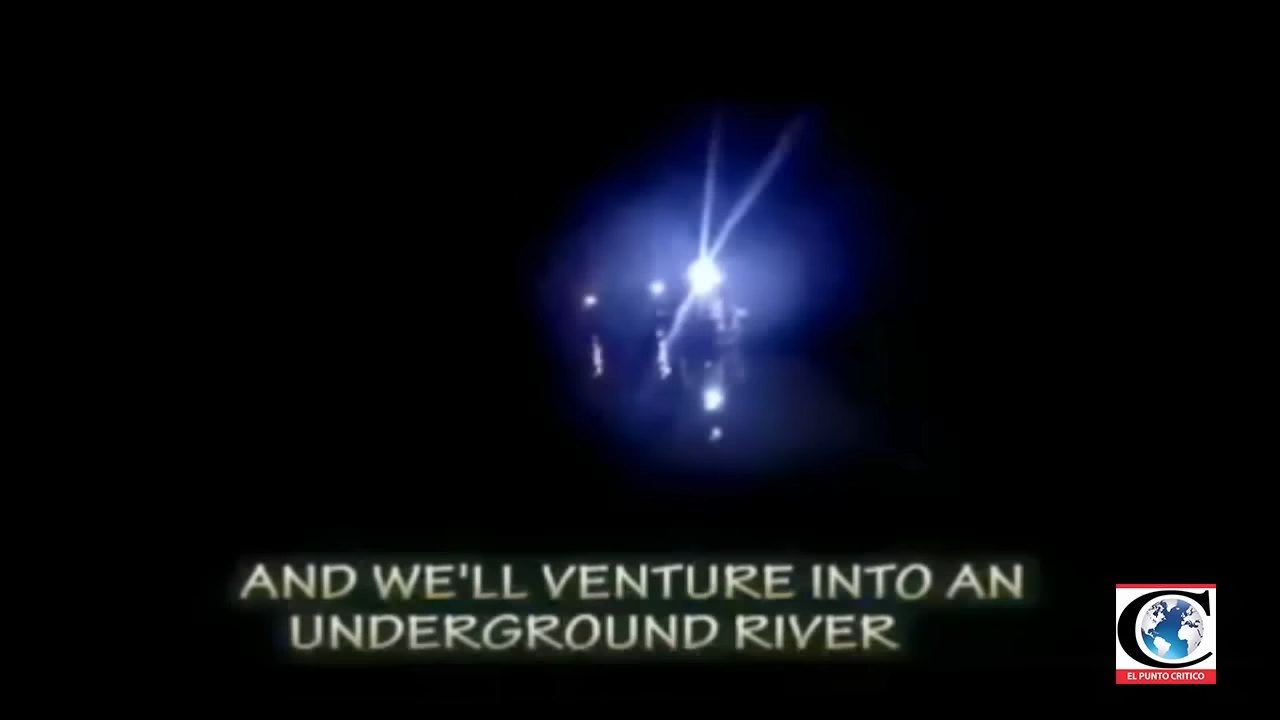 AND WE'LL VENTURE INTO AN
UNDERGROUND RIVER
C
EL PUNTO CRITICO